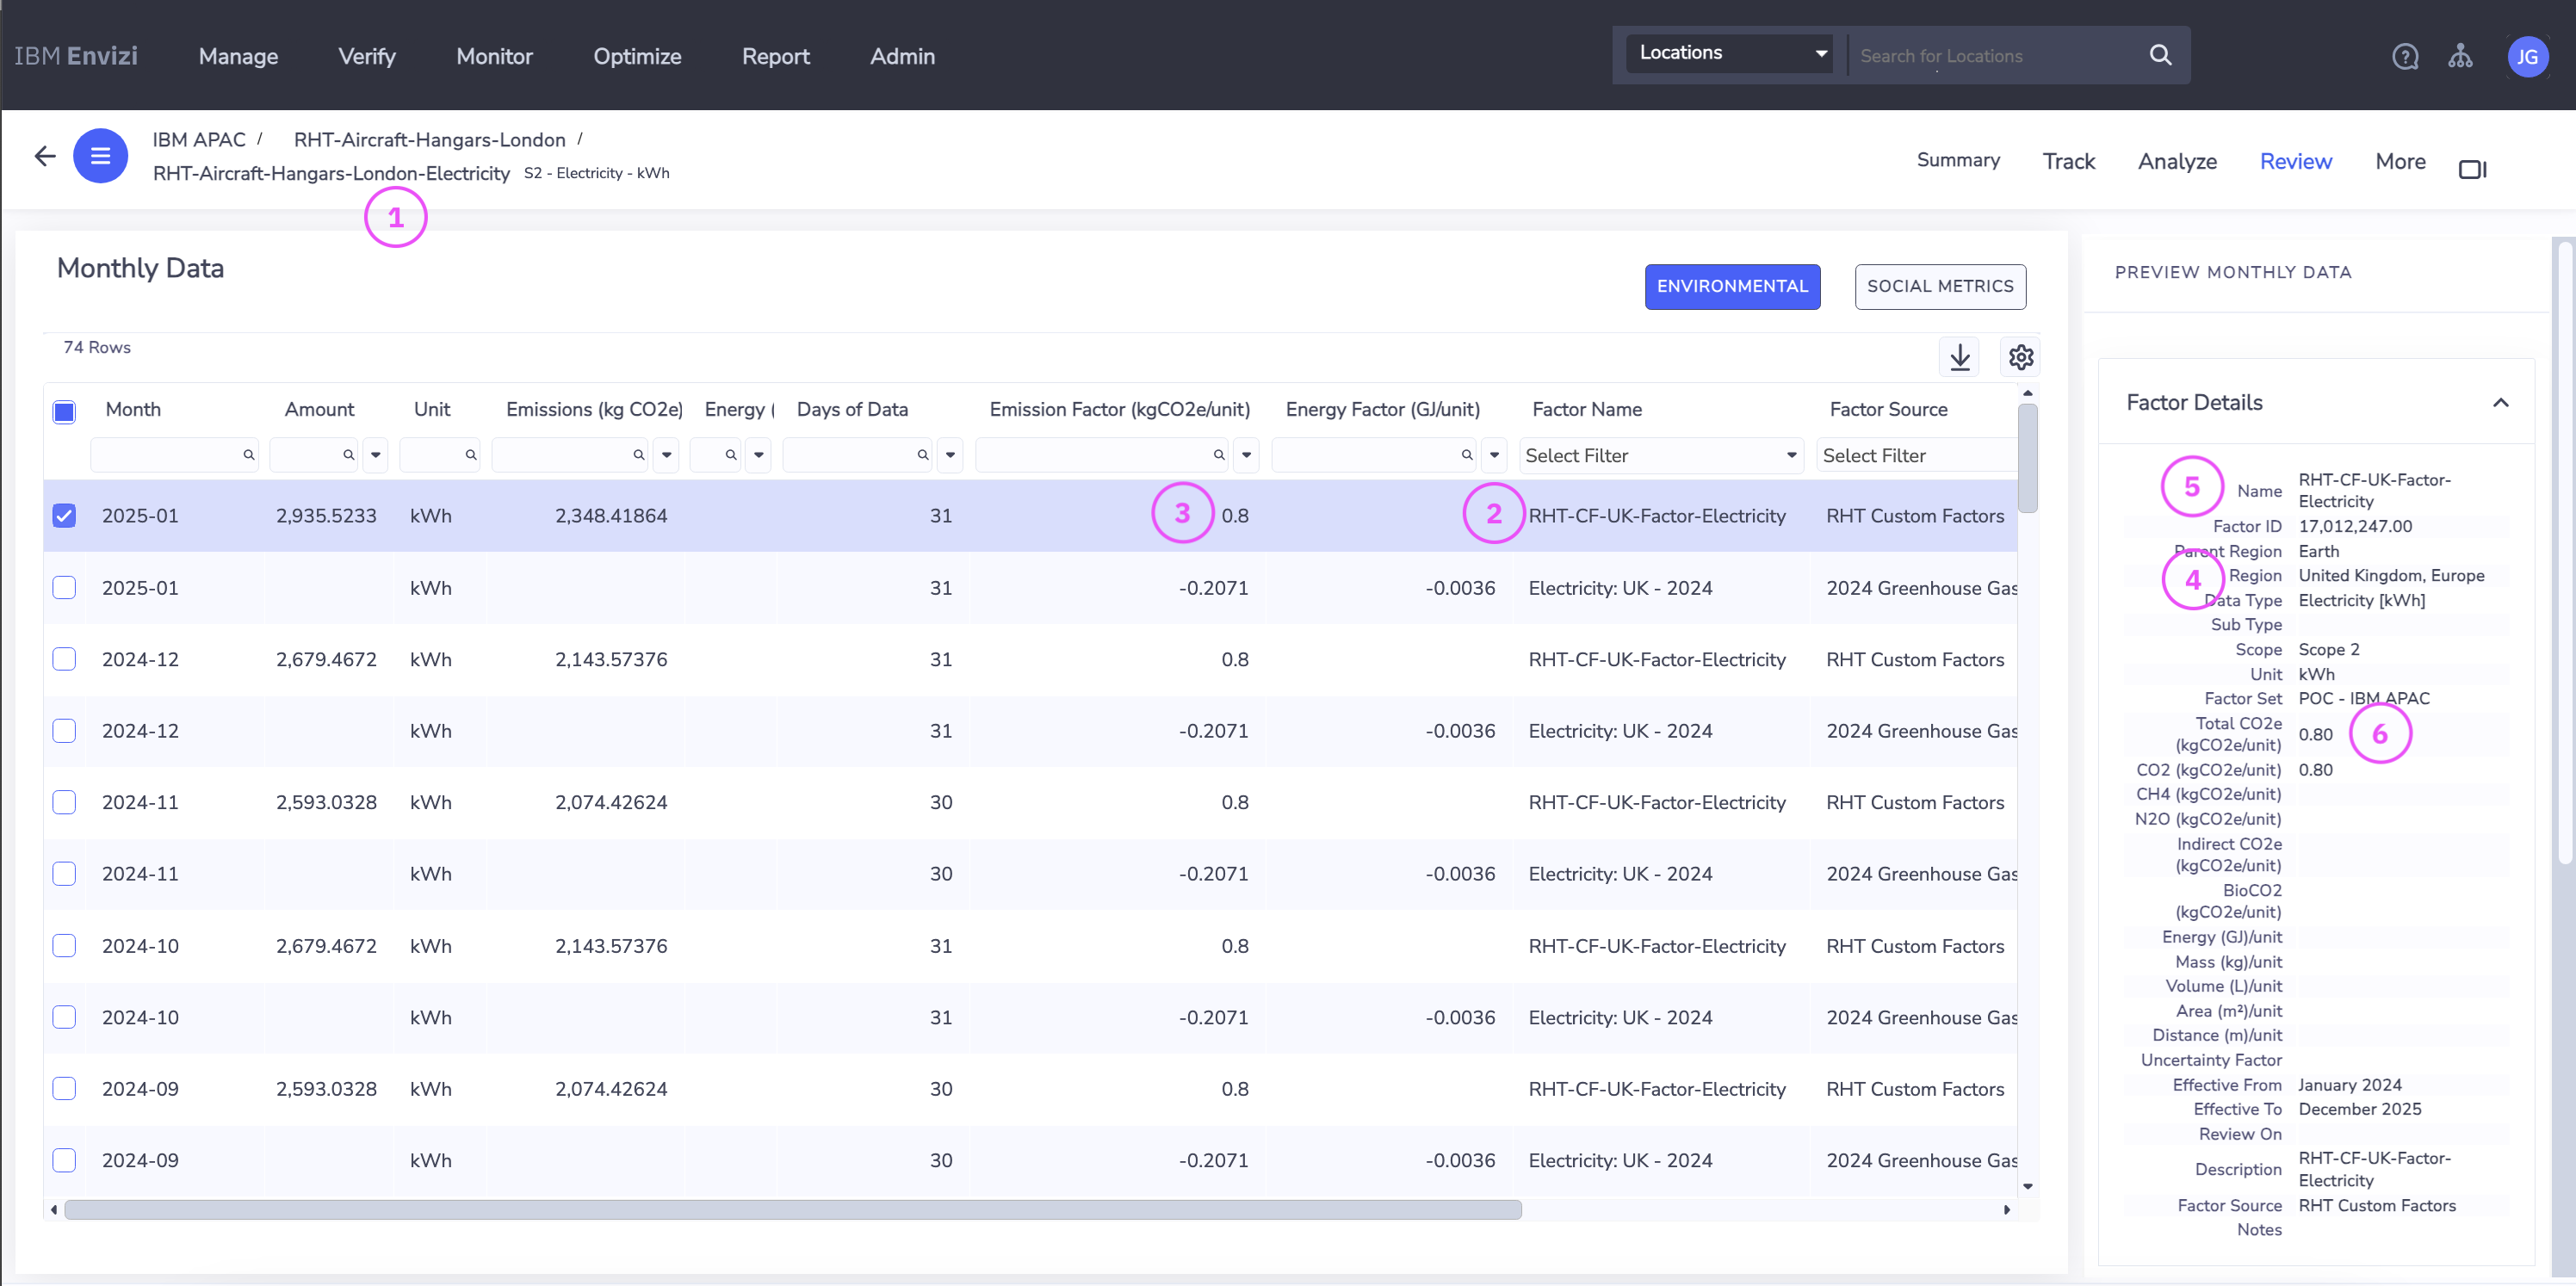 IBM Envizi Manage Verify Monitor Optimize Report Admin Locations Search for Locations JG
IBM APAC / RHT-Aircraft-Hangars-London /
RHT-Aircraft-Hangars-London-Electricity S2 - Electricity - kWh
Summary Track Analyze Review More
1
Monthly Data
ENVIRONMENTAL SOCIAL METRICS
74 Rows
Month Amount Unit Emissions (kg CO2e) Energy ( Days of Data Emission Factor (kgCO2e/unit) Energy Factor (GJ/unit) Factor Name Factor Source
Select Filter Select Filter
2025-01 2,935.5233 kWh 2,348.41864 31 3 0.8 2 RHT-CF-UK-Factor-Electricity RHT Custom Factors
2025-01 kWh 31 -0.2071 -0.0036 Electricity: UK - 2024 2024 Greenhouse Gas
2024-12 2,679.4672 kWh 2,143.57376 31 0.8 RHT-CF-UK-Factor-Electricity RHT Custom Factors
2024-12 kWh 31 -0.2071 -0.0036 Electricity: UK - 2024 2024 Greenhouse Gas
2024-11 2,593.0328 kWh 2,074.42624 30 0.8 RHT-CF-UK-Factor-Electricity RHT Custom Factors
2024-11 kWh 30 -0.2071 -0.0036 Electricity: UK - 2024 2024 Greenhouse Gas
2024-10 2,679.4672 kWh 2,143.57376 31 0.8 RHT-CF-UK-Factor-Electricity RHT Custom Factors
2024-10 kWh 31 -0.2071 -0.0036 Electricity: UK - 2024 2024 Greenhouse Gas
2024-09 2,593.0328 kWh 2,074.42624 30 0.8 RHT-CF-UK-Factor-Electricity RHT Custom Factors
2024-09 kWh 30 -0.2071 -0.0036 Electricity: UK - 2024 2024 Greenhouse Gas
PREVIEW MONTHLY DATA
Factor Details
5 Name RHT-CF-UK-Factor-
Electricity
Factor ID 17,012,247.00
Parent Region Earth
4 Region United Kingdom, Europe
Data Type Electricity [kWh]
Sub Type
Scope Scope 2
Unit kWh
Factor Set POC - IBM APAC
Total CO2e
(kgCO2e/unit) 0.80 6
CO2 (kgCO2e/unit) 0.80
CH4 (kgCO2e/unit)
N2O (kgCO2e/unit)
Indirect CO2e
(kgCO2e/unit)
BioCO2
(kgCO2e/unit)
Energy (GJ)/unit
Mass (kg)/unit
Volume (L)/unit
Area (m²)/unit
Distance (m)/unit
Uncertainty Factor
Effective From January 2024
Effective To December 2025
Review On
Description RHT-CF-UK-Factor-
Electricity
Factor Source RHT Custom Factors
Notes